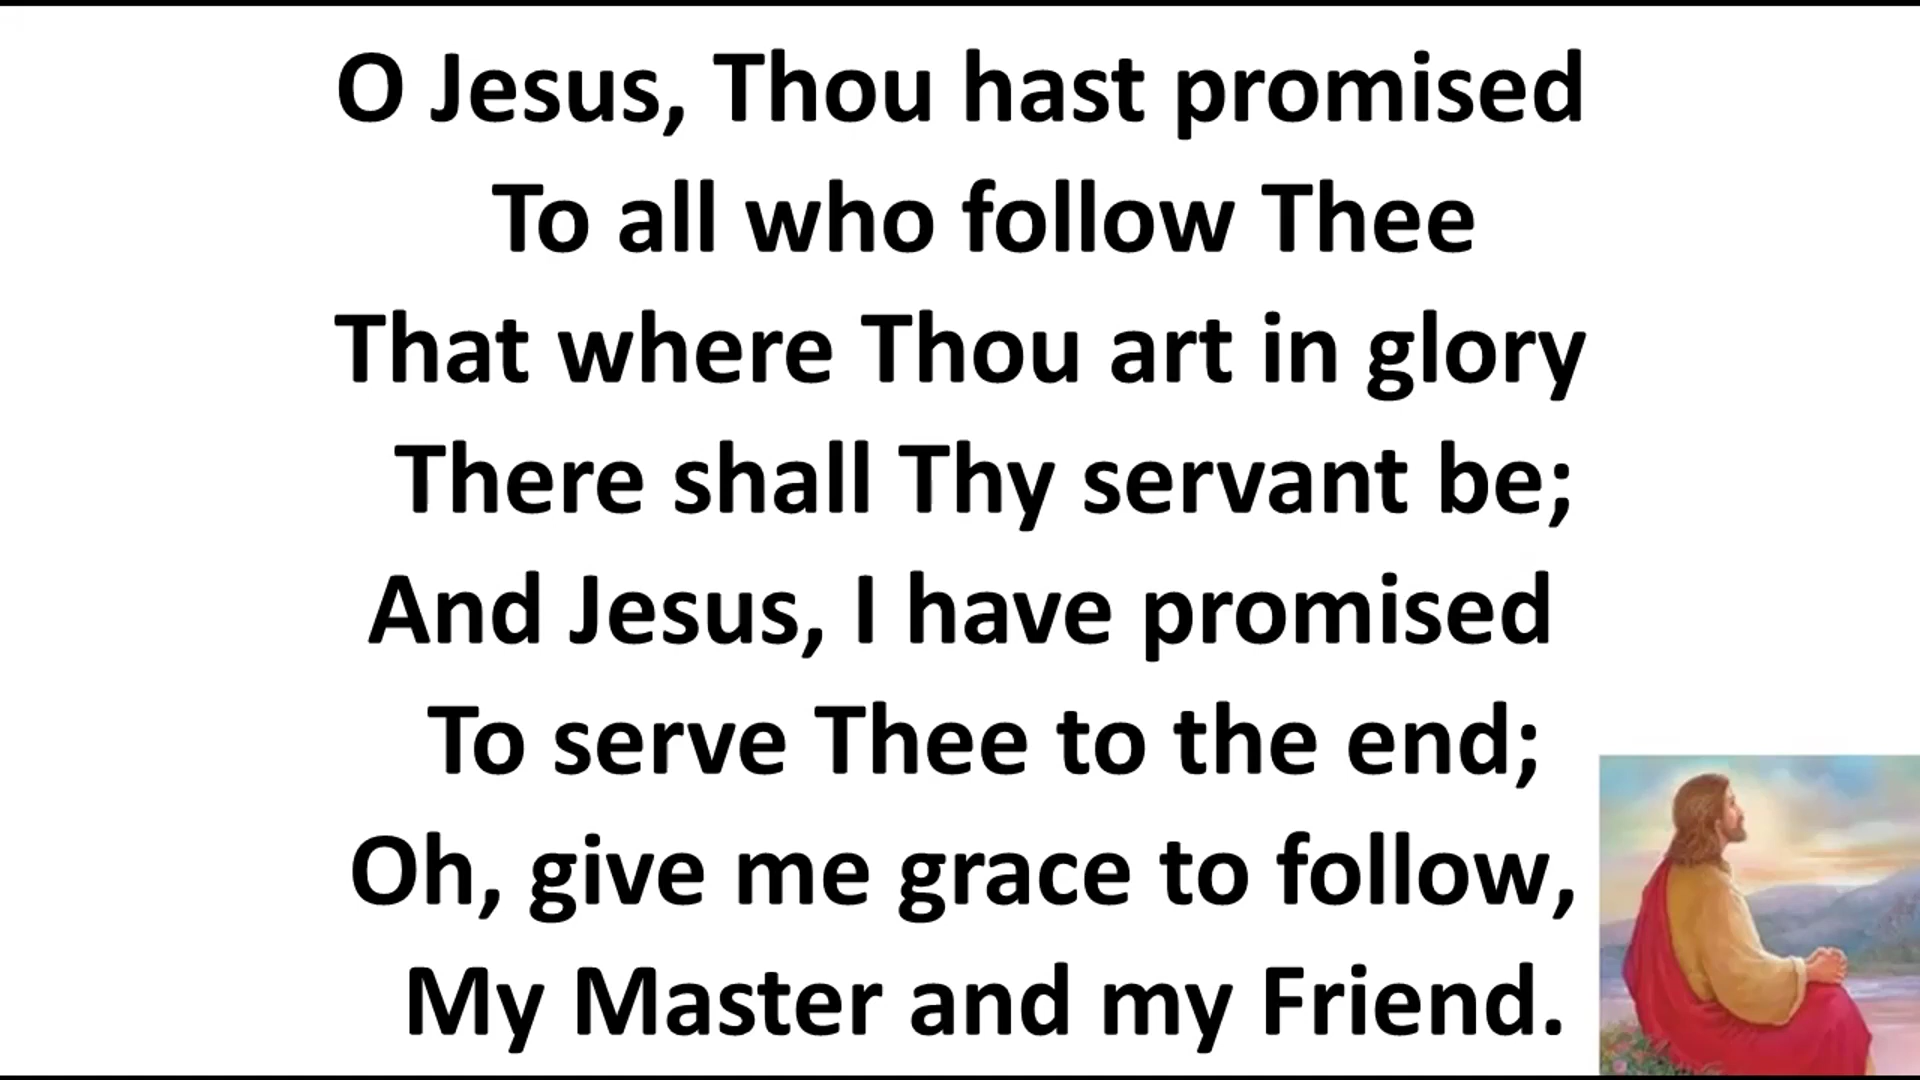 O Jesus, Thou hast promised
To all who follow Thee
That where Thou art in glory
There shall Thy servant be;
And Jesus, I have promised
To serve Thee to the end;
Oh, give me grace to follow,
My Master and my Friend.